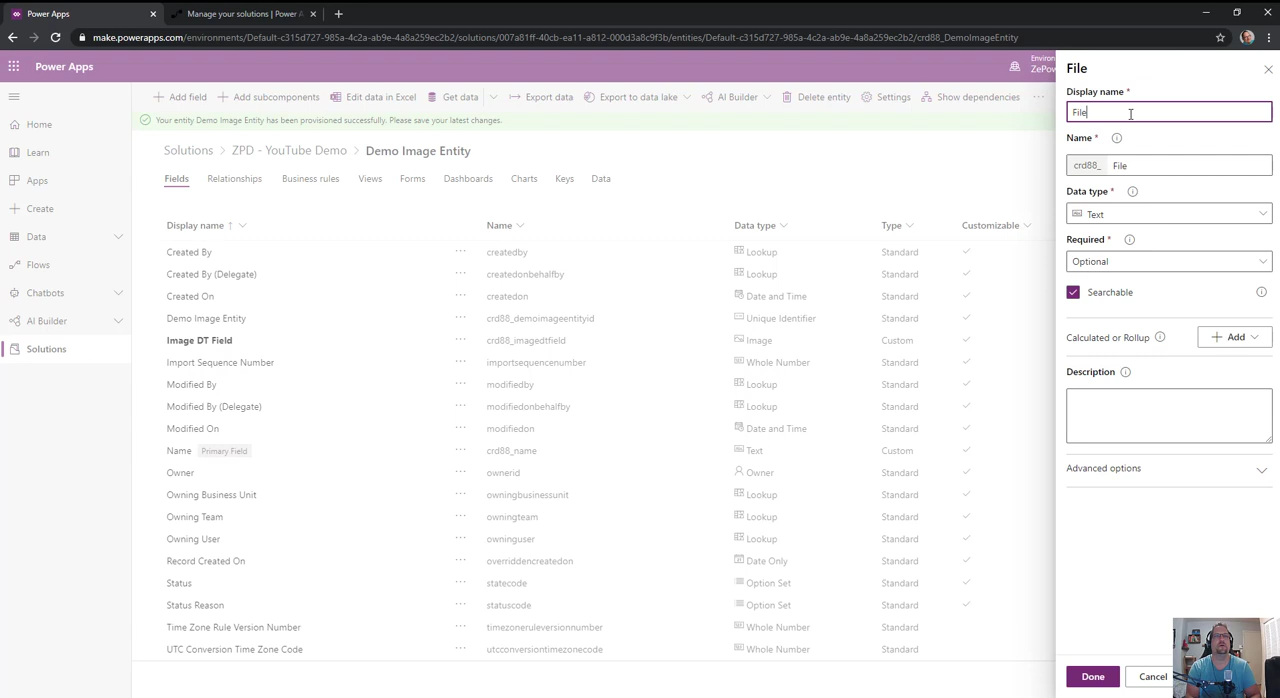 Power Apps
Manage your solutions | Power A
make.powerapps.com/environments/Default-c315d727-985a-4c2a-ab9e-4a8a259ec2b2/solutions/007a81ff-40cb-ea11-a812-000d3a8c9f3b/entities/Default-c315d727-985a-4c2a-ab9e-4a8a259ec2b2/crd88_DemoImageEntity
Power Apps
Environ
ZePow
Home
Learn
Apps
Create
Data
Flows
Chatbots
AI Builder
Solutions
Add field Add subcomponents Edit data in Excel Get data Export data Export to data lake AI Builder Delete entity Settings Show dependencies ...
Your entity Demo Image Entity has been provisioned successfully. Please save your latest changes.
Solutions > ZPD - YouTube Demo > Demo Image Entity
Fields Relationships Business rules Views Forms Dashboards Charts Keys Data
Display name ↑ Name Data type Type Customizable
Created By ... createdby Lookup Standard ✓
Created By (Delegate) ... createdonbehalfby Lookup Standard ✓
Created On ... createdon Date and Time Standard ✓
Demo Image Entity ... crd88_demoimageentityid Unique Identifier Standard ✓
Image DT Field ... crd88_imagedtfield Image Custom ✓
Import Sequence Number ... importsequencenumber Whole Number Standard ✓
Modified By ... modifiedby Lookup Standard ✓
Modified By (Delegate) ... modifiedonbehalfby Lookup Standard ✓
Modified On ... modifiedon Date and Time Standard ✓
Name Primary Field ... crd88_name Text Custom ✓
Owner ... ownerid Owner Standard ✓
Owning Business Unit ... owningbusinessunit Lookup Standard ✓
Owning Team ... owningteam Lookup Standard ✓
Owning User ... owninguser Lookup Standard ✓
Record Created On ... overriddencreatedon Date Only Standard ✓
Status ... statecode Option Set Standard ✓
Status Reason ... statuscode Option Set Standard ✓
Time Zone Rule Version Number ... timezoneruleversionnumber Whole Number Standard
UTC Conversion Time Zone Code ... utcconversiontimezonecode Whole Number Standard
File
Display name *
File
Name *
crd88_ File
Data type *
Text
Required *
Optional
Searchable
Calculated or Rollup + Add
Description
Advanced options
Done Cancel